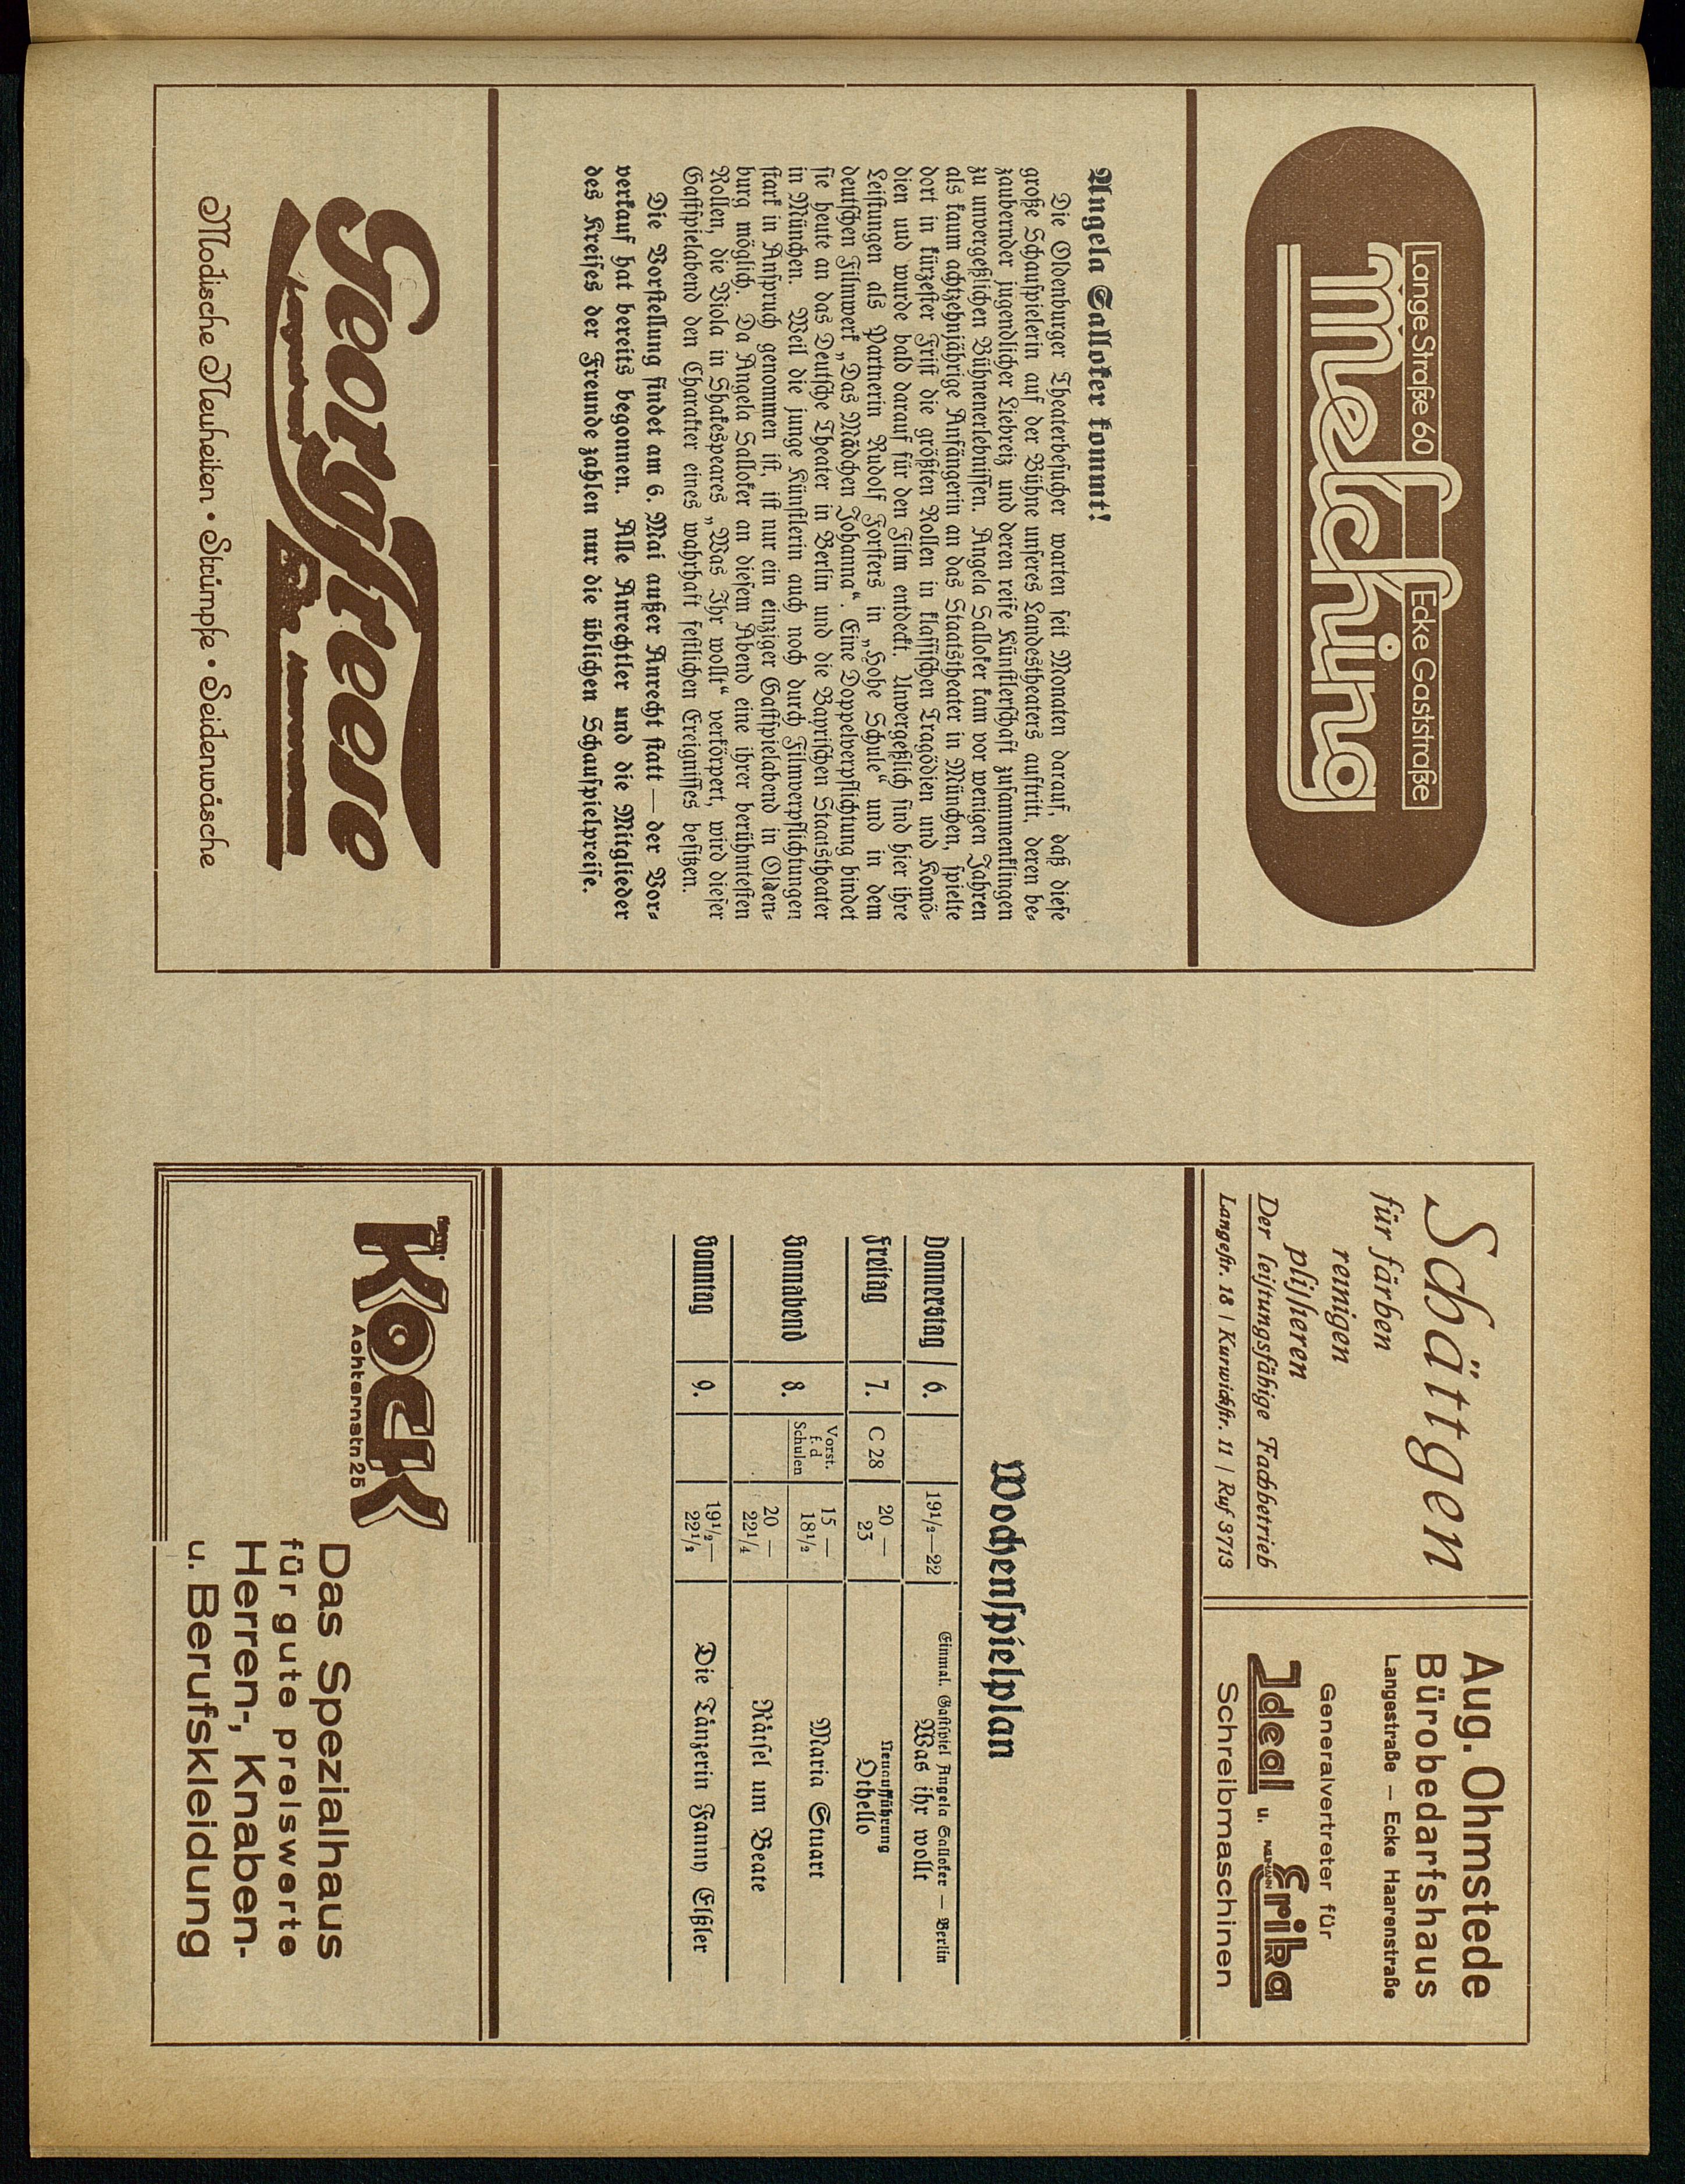 Lange Straße 60
Ecke Gaststraße
Melchina
Angela Salloker kommt!
Die Oldenburger Theaterbesucher warten seit Monaten darauf, daß diese
große Schauspielerin auf der Bühne unseres Landestheaters auftritt, deren be-
zaubernder jugendlicher Liebreiz und deren reife Künstlerschaft zusammenklingen
zu unvergeßlichen Bühnenerlebnissen. Angela Salloker kam vor wenigen Jahren
als kaum achtzehnjährige Anfängerin an das Staatstheater in München, spielte
dort in kürzester Frist die größten Rollen in klassischen Tragödien und Komö-
dien und wurde bald darauf für den Film entdeckt. Unvergeßlich sind hier ihre
Leistungen als Partnerin Rudolf Forsters in „Hohe Schule“ und in dem
deutschen Filmwerk „Das Mädchen Johanna“. Eine Doppelverpflichtung bindet
sie heute an das Deutsche Theater in Berlin und die Bayrischen Staatstheater
in München. Weil die junge Künstlerin auch noch durch Filmverpflichtungen
stark in Anspruch genommen ist, ist nur ein einziger Gastspielabend in Olden-
burg möglich. Da Angela Salloker an diesem Abend eine ihrer berühmtesten
Rollen, die Viola in Shakespeares „Was Ihr wollt“ verkörpert, wird dieser
Gastspielabend den Charakter eines wahrhaft festlichen Ereignisses besitzen.
Die Vorstellung findet am 6. Mai außer Anrecht statt — der Vor-
verkauf hat bereits begonnen. Alle Anrechtler und die Mitglieder
des Kreises der Freunde zahlen nur die üblichen Schauspielpreise.
Georg Freese
Modische Neuheiten • Strümpfe • Seidenwäsche
Schättgen
für färben
reinigen
plissieren
Der leistungsfähige Fachbetrieb
Langestr. 18 | Kurwickstr. 11 | Ruf 3713
Aug. Ohmstede
Bürobedarfshaus
Langestraße — Ecke Haarenstraße
Generalvertreter für
Ideal u. Erika
Schreibmaschinen
Wochenspielplan
Donnerstag 6. 19½—22 Einmal. Gastspiel Angela Salloker — Berlin
Was ihr wollt
Freitag 7. C 28 20—23 Neuaufführung
Othello
Sonnabend 8. Vorst. f. d Schulen 15—18½ Maria Stuart
20—22¼ Rätsel um Beate
Sonntag 9. 19½—22½ Die Tänzerin Fanny Elßler
Kock
Achternstr. 25
Das Spezialhaus
für gute preiswerte
Herren-, Knaben-
u. Berufskleidung